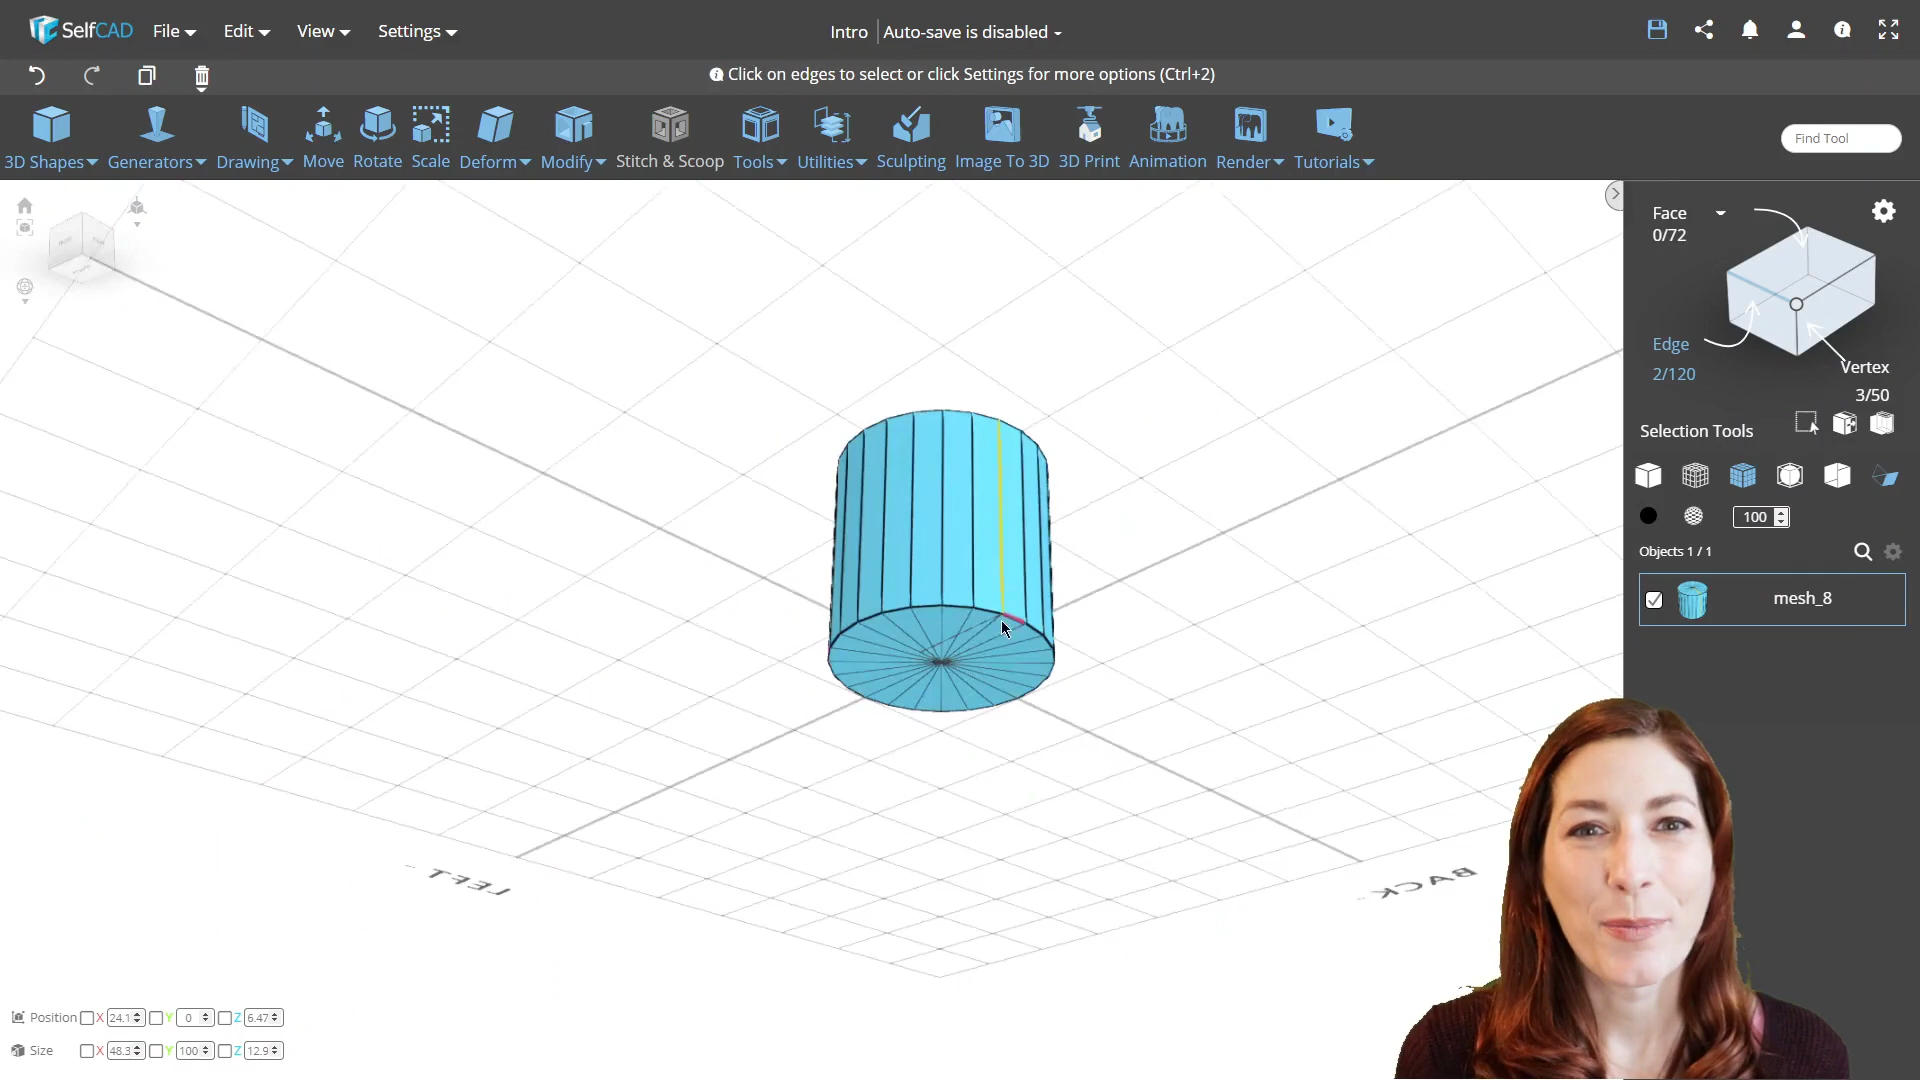 SelfCAD File Edit View Settings Intro Auto-save is disabled
Click on edges to select or click Settings for more options (Ctrl+2)
3D Shapes Generators Drawing Move Rotate Scale Deform Modify Stitch & Scoop Tools Utilities Sculpting Image To 3D 3D Print Animation Render Tutorials
Find Tool
Face
0/72
Edge
2/120
Vertex
3/50
Selection Tools
100
Objects 1 / 1
mesh_8
LEFT
BACK
Position X 24.1 Y 0 Z 6.47
Size X 48.3 Y 100 Z 12.9